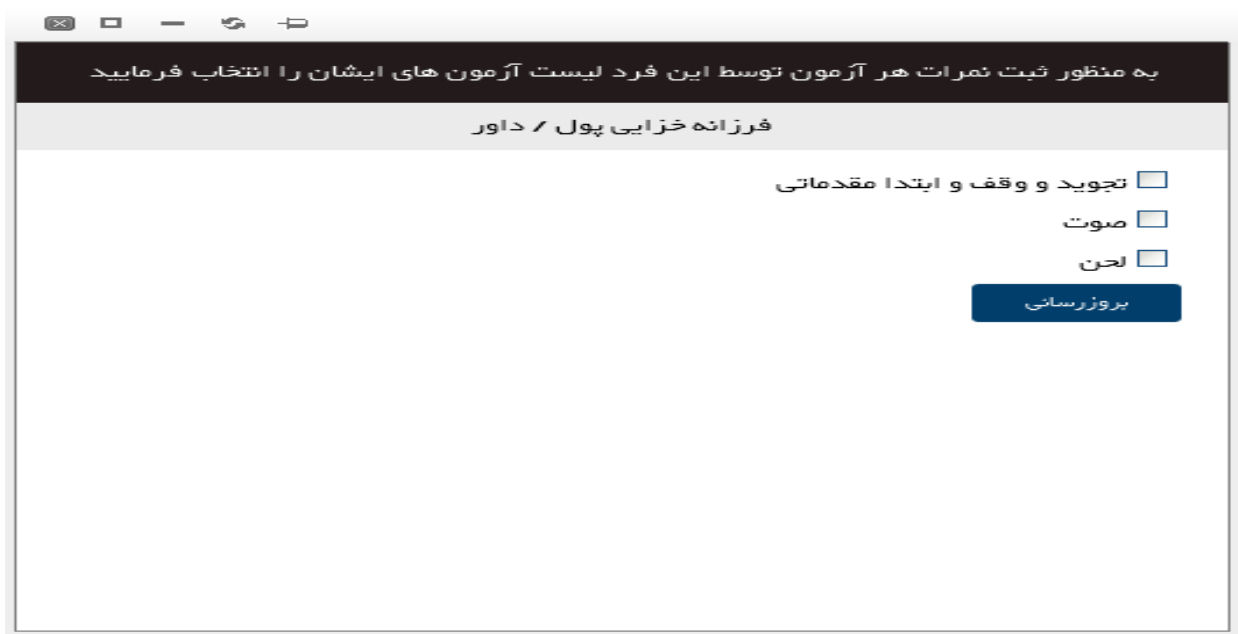 به منظور ثبت نمرات هر آزمون توسط این فرد لیست آزمون های ایشان را انتخاب فرمایید
فرزانه خزایی پول / داور
تجوید و وقف و ابتدا مقدماتی
صوت
لحن
بروزرسانی